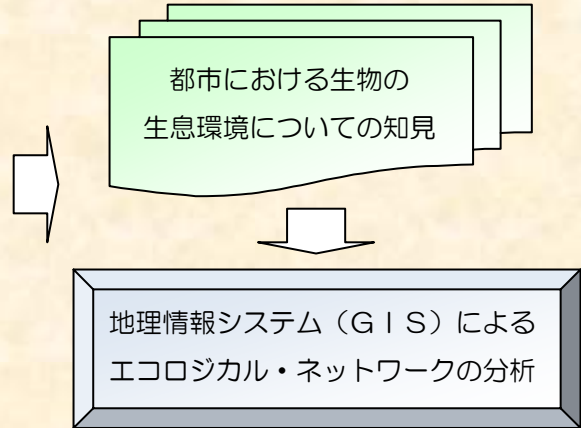 都市における生物の
生息環境についての知見
地理情報システム（ＧＩＳ）による
エコロジカル・ネットワークの分析